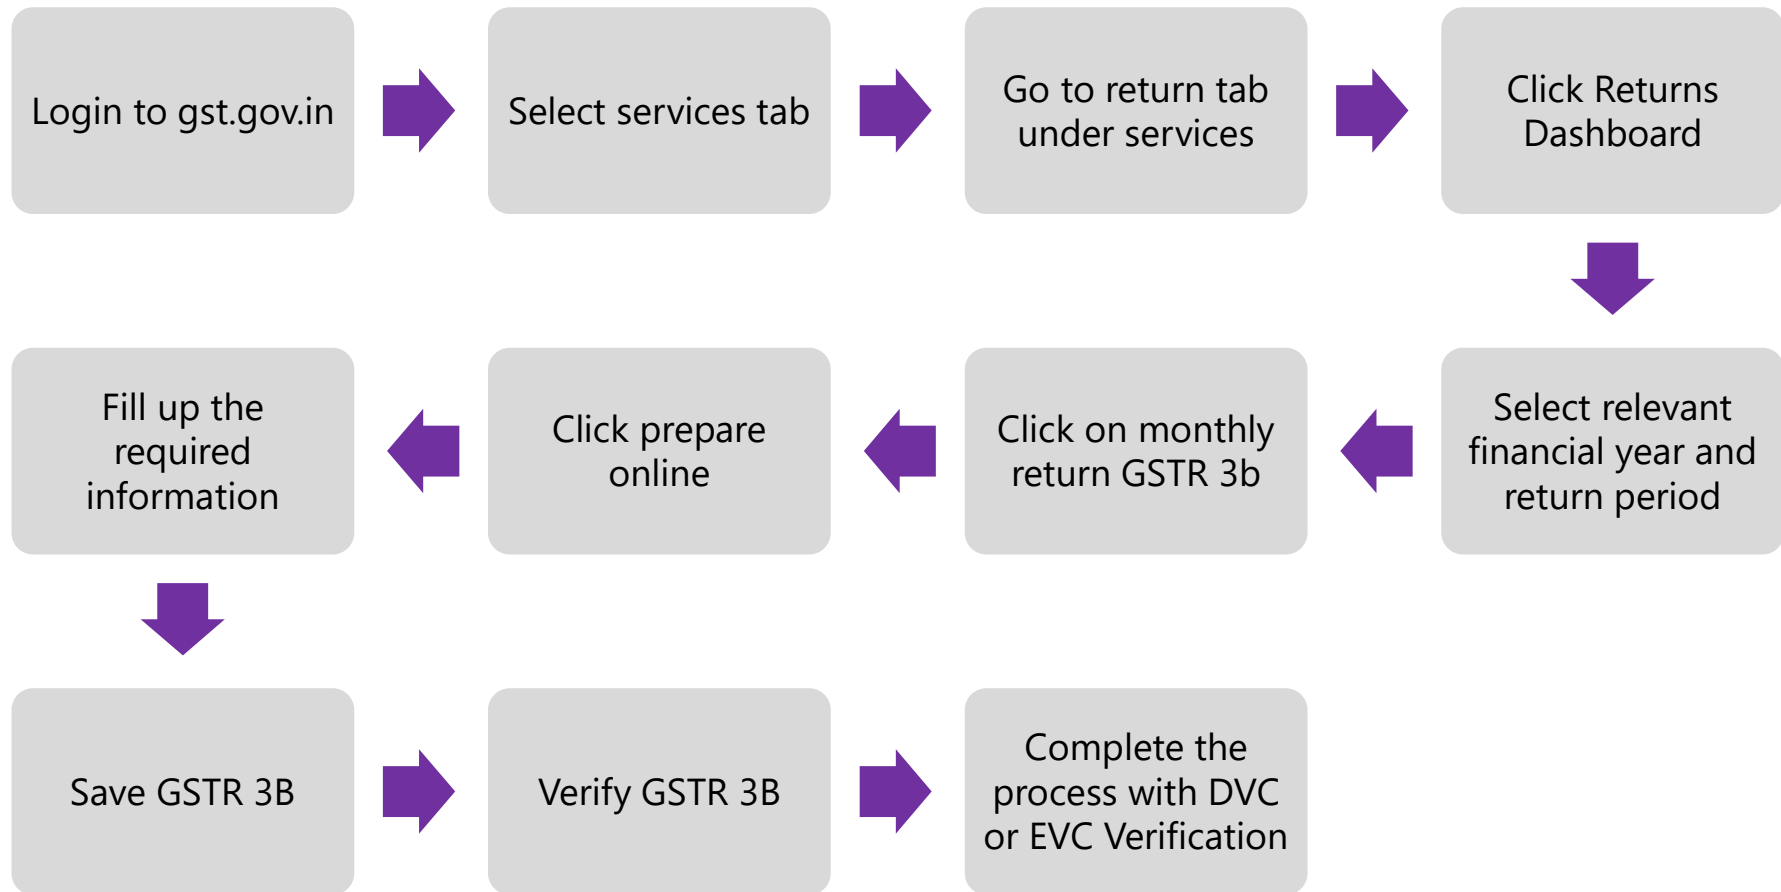 Login to gst.gov.in
Select services tab
Go to return tab
under services
Click Returns
Dashboard
Select relevant
financial year and
return period
Click on monthly
return GSTR 3b
Click prepare
online
Fill up the
required
information
Save GSTR 3B
Verify GSTR 3B
Complete the
process with DVC
or EVC Verification